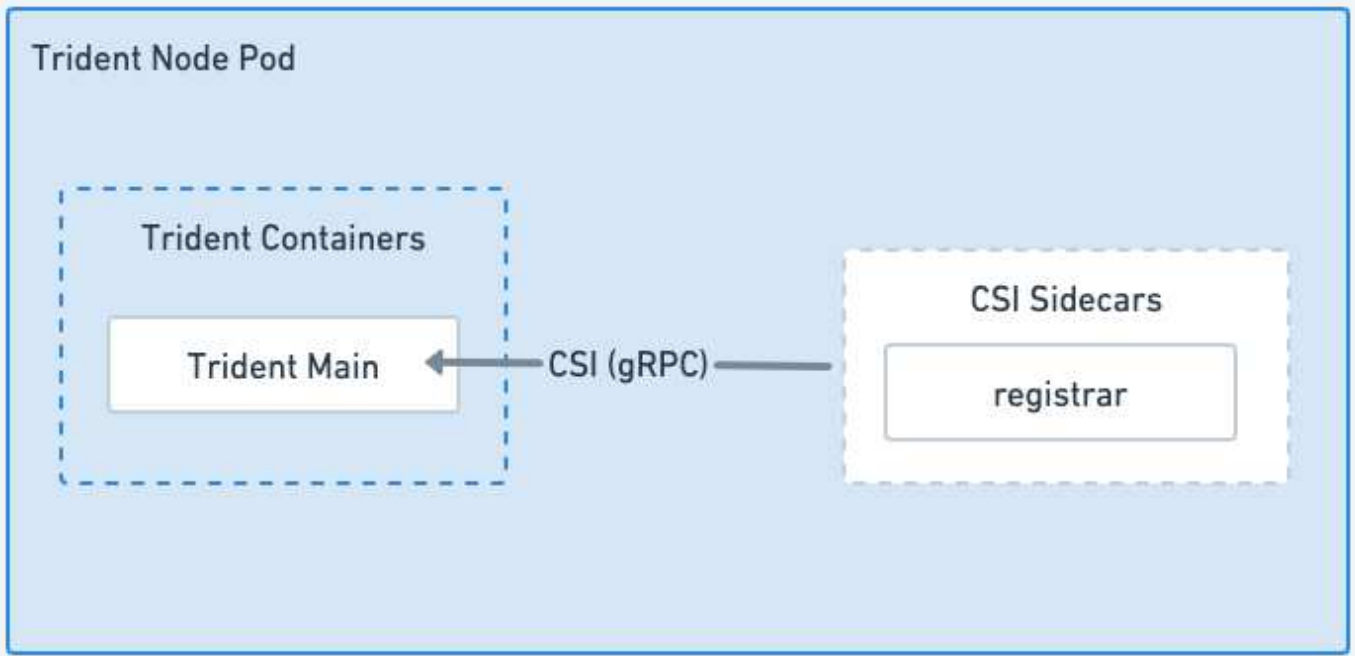 Trident Node Pod
Trident Containers
Trident Main
CSI (gRPC)
CSI Sidecars
registrar